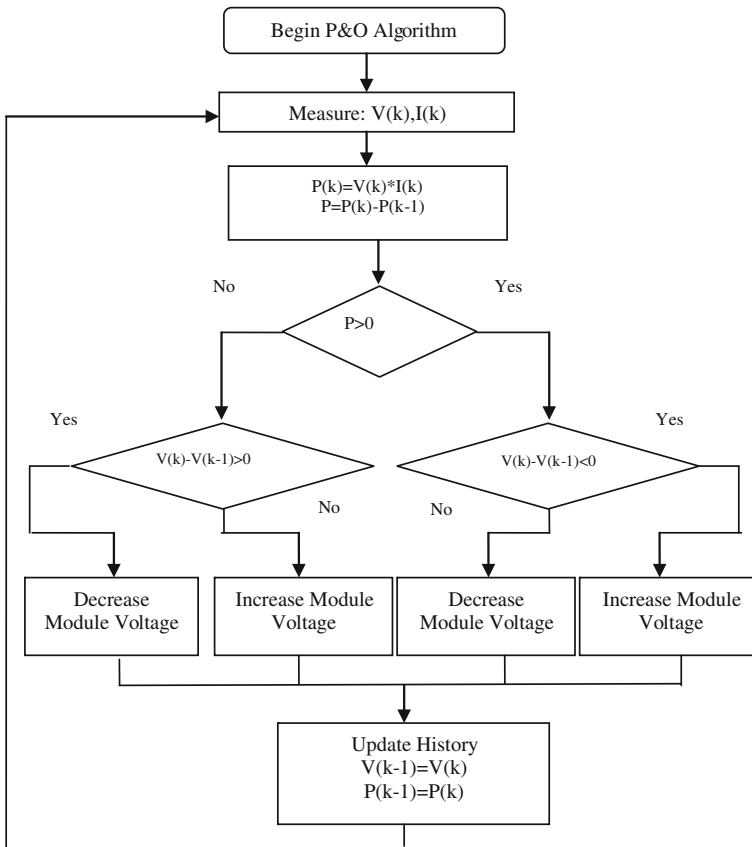 Begin P&O Algorithm
Measure: V(k),I(k)
P(k)=V(k)*I(k)
P=P(k)-P(k-1)
No
Yes
P>0
Yes
Yes
V(k)-V(k-1)>0
V(k)-V(k-1)<0
No
No
Decrease
Module Voltage
Increase Module
Voltage
Decrease
Module Voltage
Increase Module
Voltage
Update History
V(k-1)=V(k)
P(k-1)=P(k)